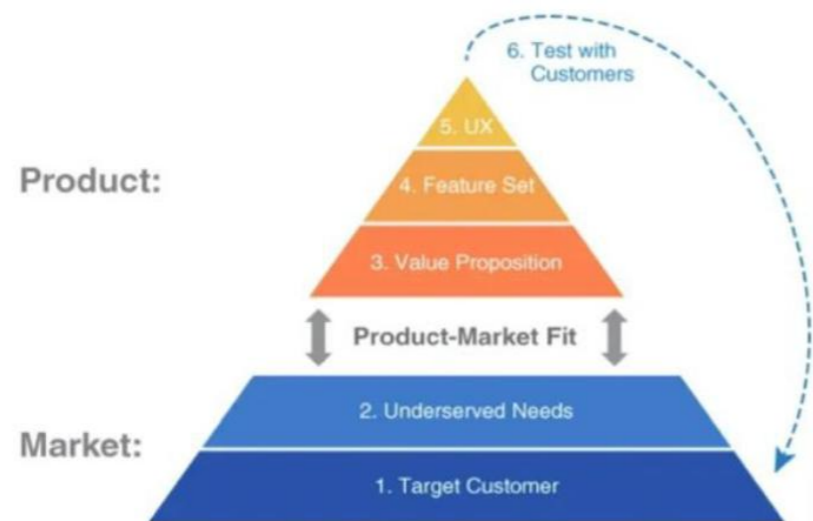 6. Test with
Customers
5. UX
Product:
4. Feature Set
3. Value Proposition
Product-Market Fit
2. Underserved Needs
Market:
1. Target Customer